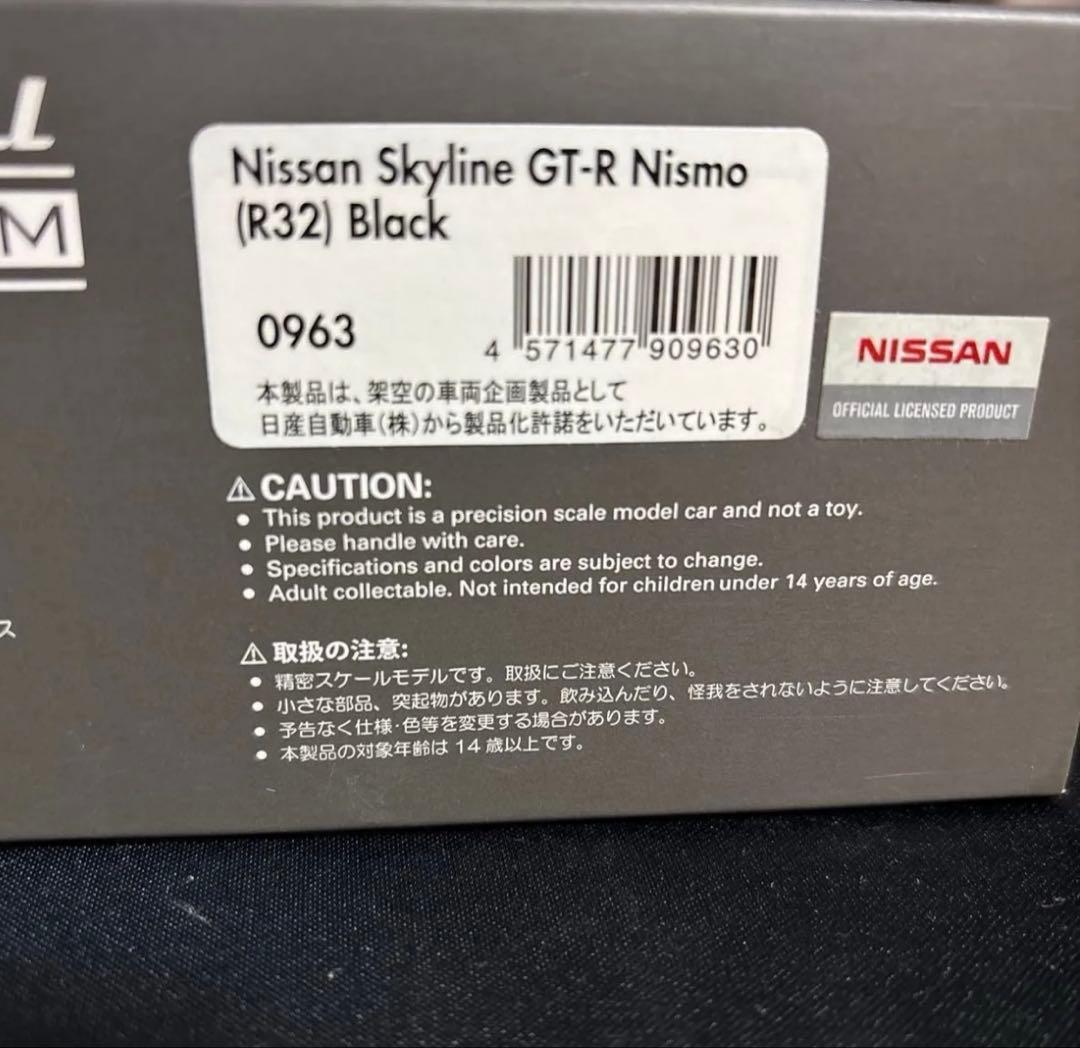 M
Nissan Skyline GT-R Nismo
(R32) Black
0963
4 571477 909630
本製品は、架空の車両企画製品として
日産自動車(株)から製品化許諾をいただいています。
NISSAN
OFFICIAL LICENSED PRODUCT
⚠ CAUTION:
• This product is a precision scale model car and not a toy.
• Please handle with care.
• Specifications and colors are subject to change.
• Adult collectable. Not intended for children under 14 years of age.
ス
⚠ 取扱の注意:
• 精密スケールモデルです。取扱にご注意ください。
• 小さな部品、突起物があります。飲み込んだり、怪我をされないように注意してください。
• 予告なく仕様・色等を変更する場合があります。
• 本製品の対象年齢は 14 歳以上です。